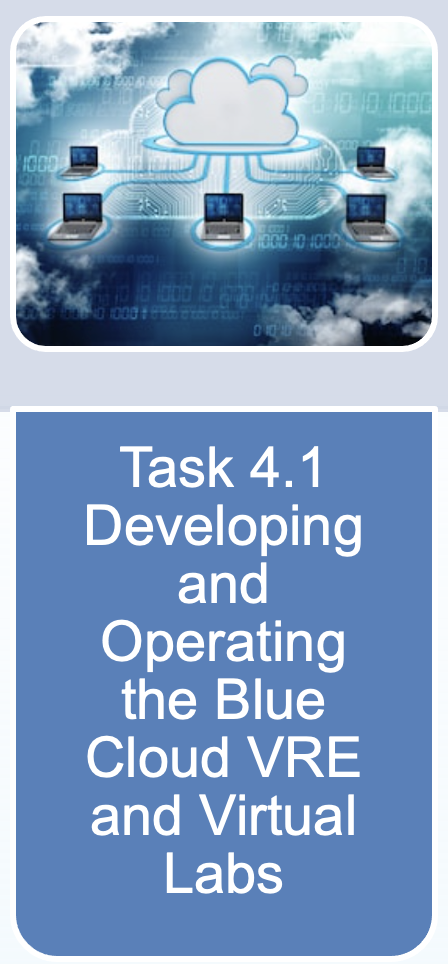 Task 4.1
Developing
and
Operating
the Blue
Cloud VRE
and Virtual
Labs